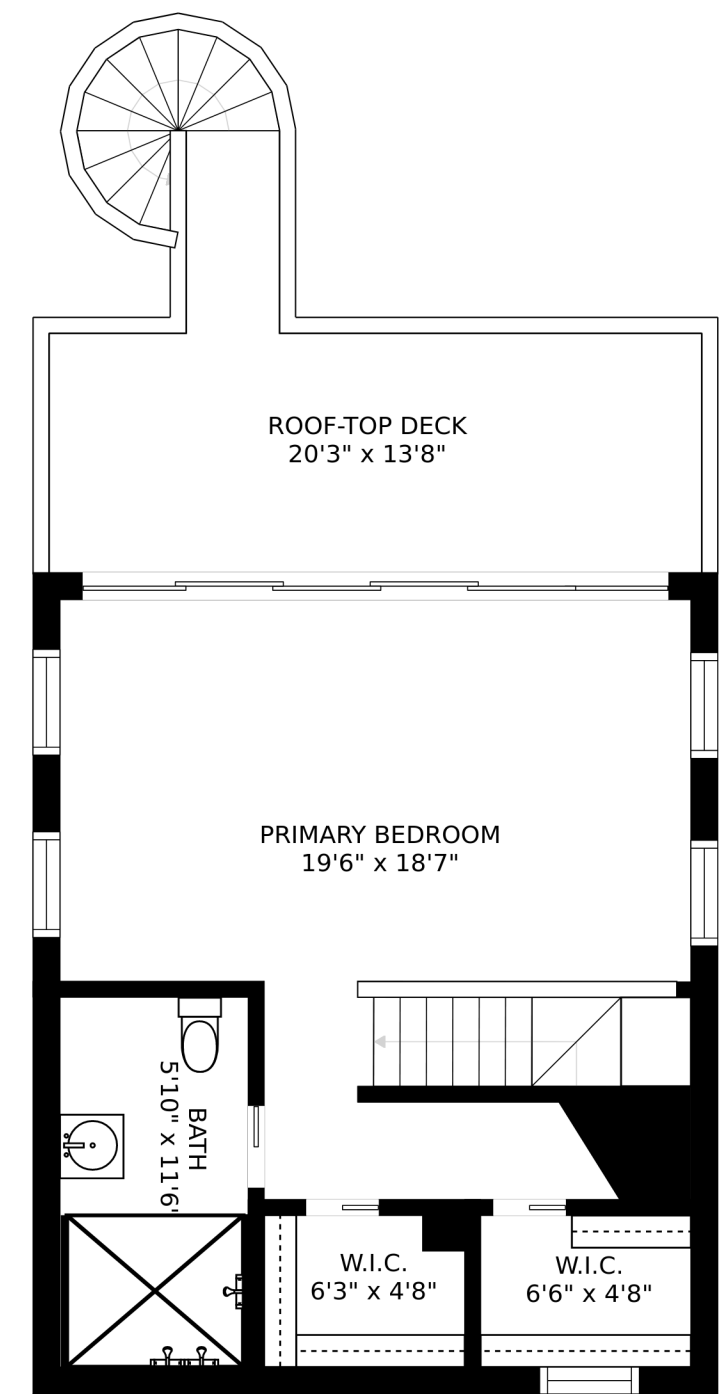 ROOF-TOP DECK
20'3" x 13'8"
PRIMARY BEDROOM
19'6" x 18'7"
BATH
5'10" x 11'6'
W.I.C.
6'3" x 4'8"
W.I.C.
6'6" x 4'8"